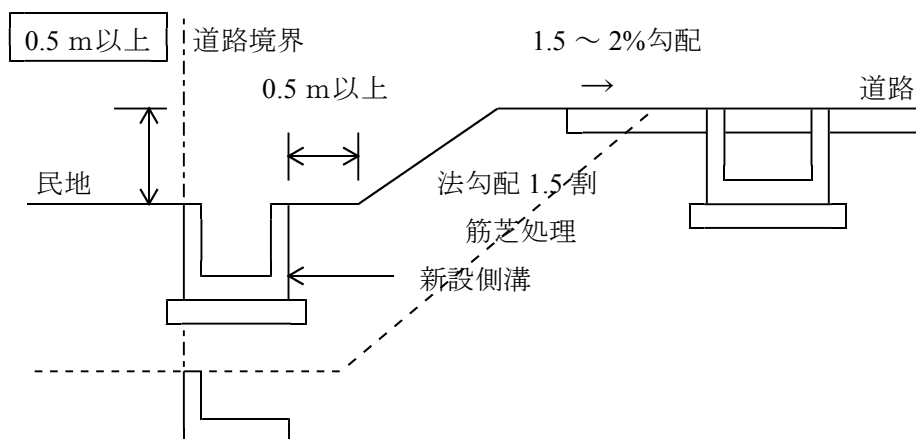 0.5 m以上
道路境界
1.5 ～ 2%勾配
0.5 m以上
→
道路
民地
法勾配 1.5 割
筋芝処理
新設側溝